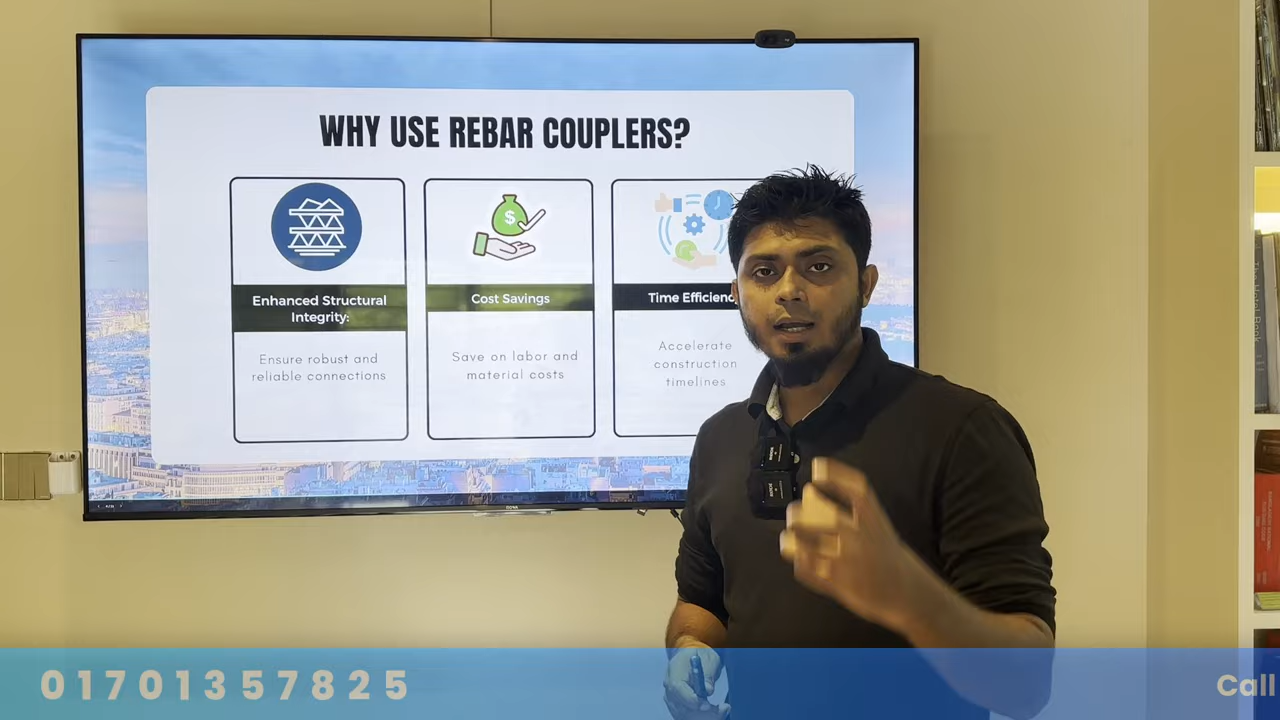 WHY USE REBAR COUPLERS?
Enhanced Structural
Integrity:
Ensure robust and
reliable connections
$
Cost Savings
Save on labor and
material costs
Time Efficienc
Accelerate
construction
timelines
01701357825
Call